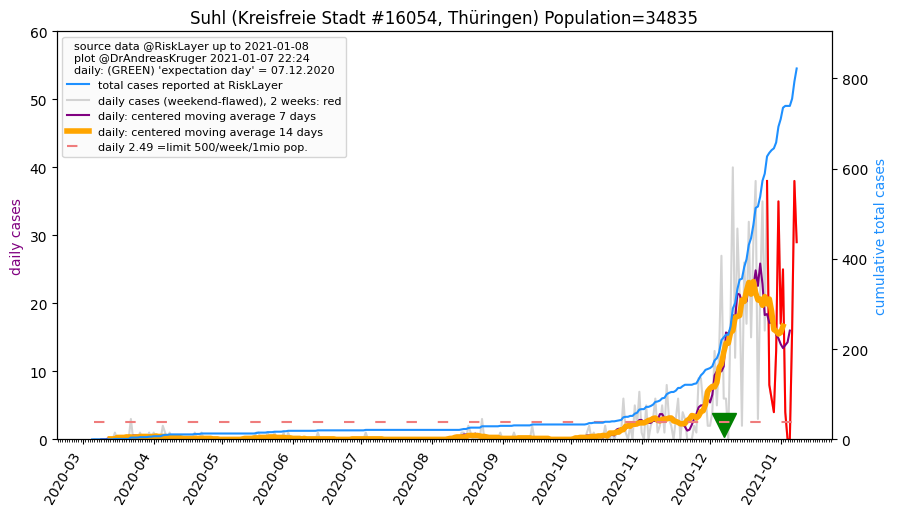 Suhl (Kreisfreie Stadt #16054, Thüringen) Population=34835
source data @RiskLayer up to 2021-01-08
plot @DrAndreasKruger 2021-01-07 22:24
daily: (GREEN) 'expectation day' = 07.12.2020
total cases reported at RiskLayer
daily cases (weekend-flawed), 2 weeks: red
daily: centered moving average 7 days
daily: centered moving average 14 days
daily 2.49 =limit 500/week/1mio pop.
daily cases
60
50
40
30
20
10
0
cumulative total cases
800
600
400
200
0
2020-03
2020-04
2020-05
2020-06
2020-07
2020-08
2020-09
2020-10
2020-11
2020-12
2021-01